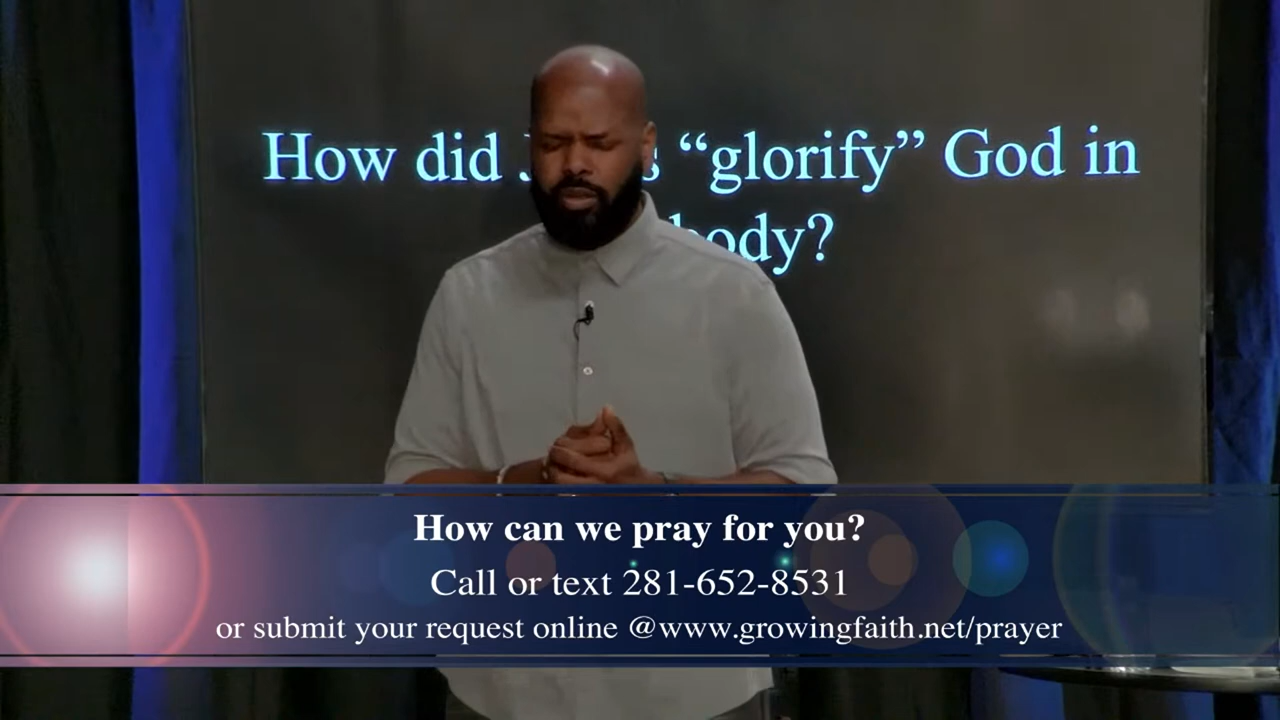 How did “glorify” God in
body?
How can we pray for you?
Call or text 281-652-8531
or submit your request online @www.growingfaith.net/prayer